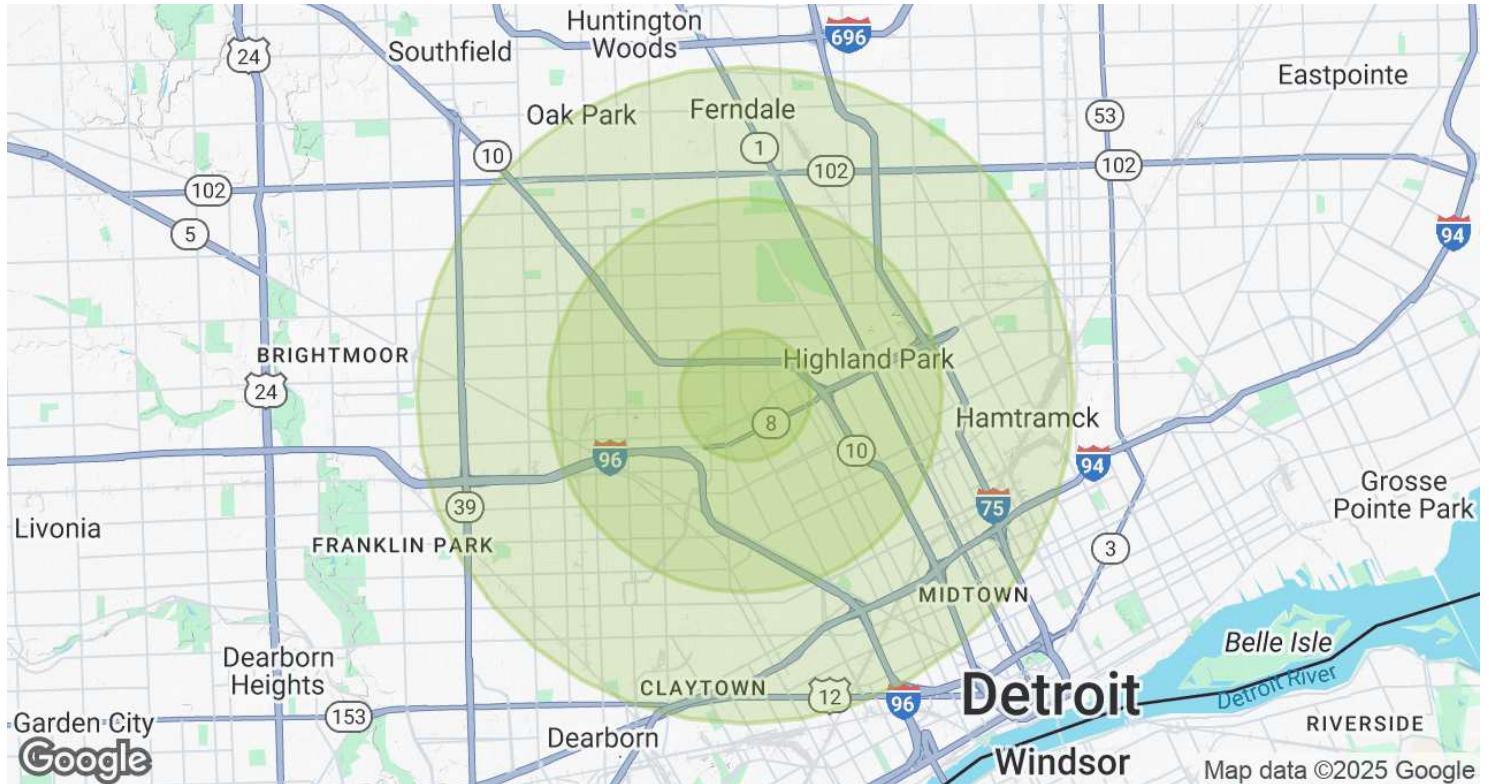 Huntington
Woods
696
24
Southfield
Eastpointe
Oak Park
Ferndale
53
1
10
102
102
102
5
94
BRIGHTMOOR
Highland Park
24
8
Hamtramck
10
96
94
39
75
Grosse
Pointe Park
Livonia
FRANKLIN PARK
3
MIDTOWN
Belle Isle
Dearborn
Heights
CLAYTOWN
12
96
Detroit
Detroit River
Garden City
153
Dearborn
RIVERSIDE
Windsor
Google
Map data ©2025 Google